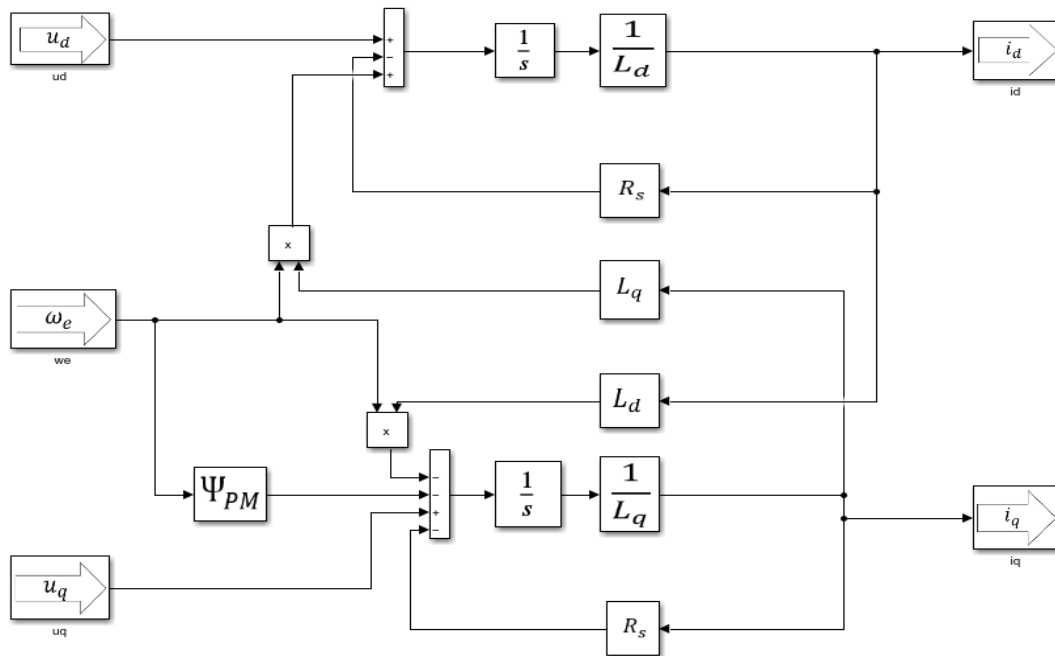 u_d
ud
+
−
+
1/s
1/L_d
i_d
id
R_s
x
L_q
ω_e
we
L_d
x
Ψ_PM
−
−
+
−
1/s
1/L_q
i_q
iq
u_q
uq
R_s